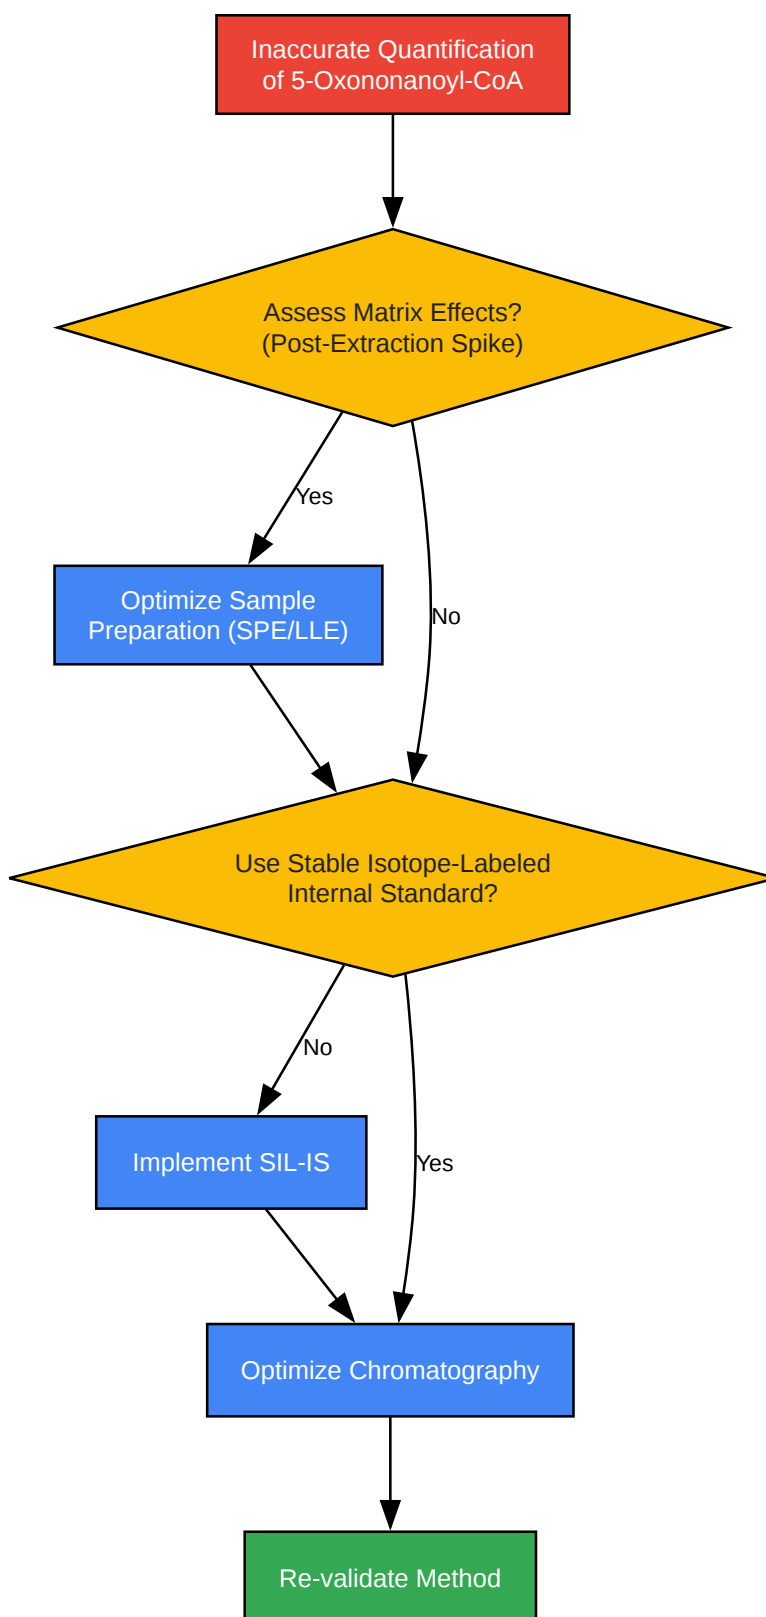 Inaccurate Quantification
of 5-Oxononanoyl-CoA
Assess Matrix Effects?
(Post-Extraction Spike)
Yes
Optimize Sample
Preparation (SPE/LLE)
No
Use Stable Isotope-Labeled
Internal Standard?
No
Implement SIL-IS
Yes
Optimize Chromatography
Re-validate Method